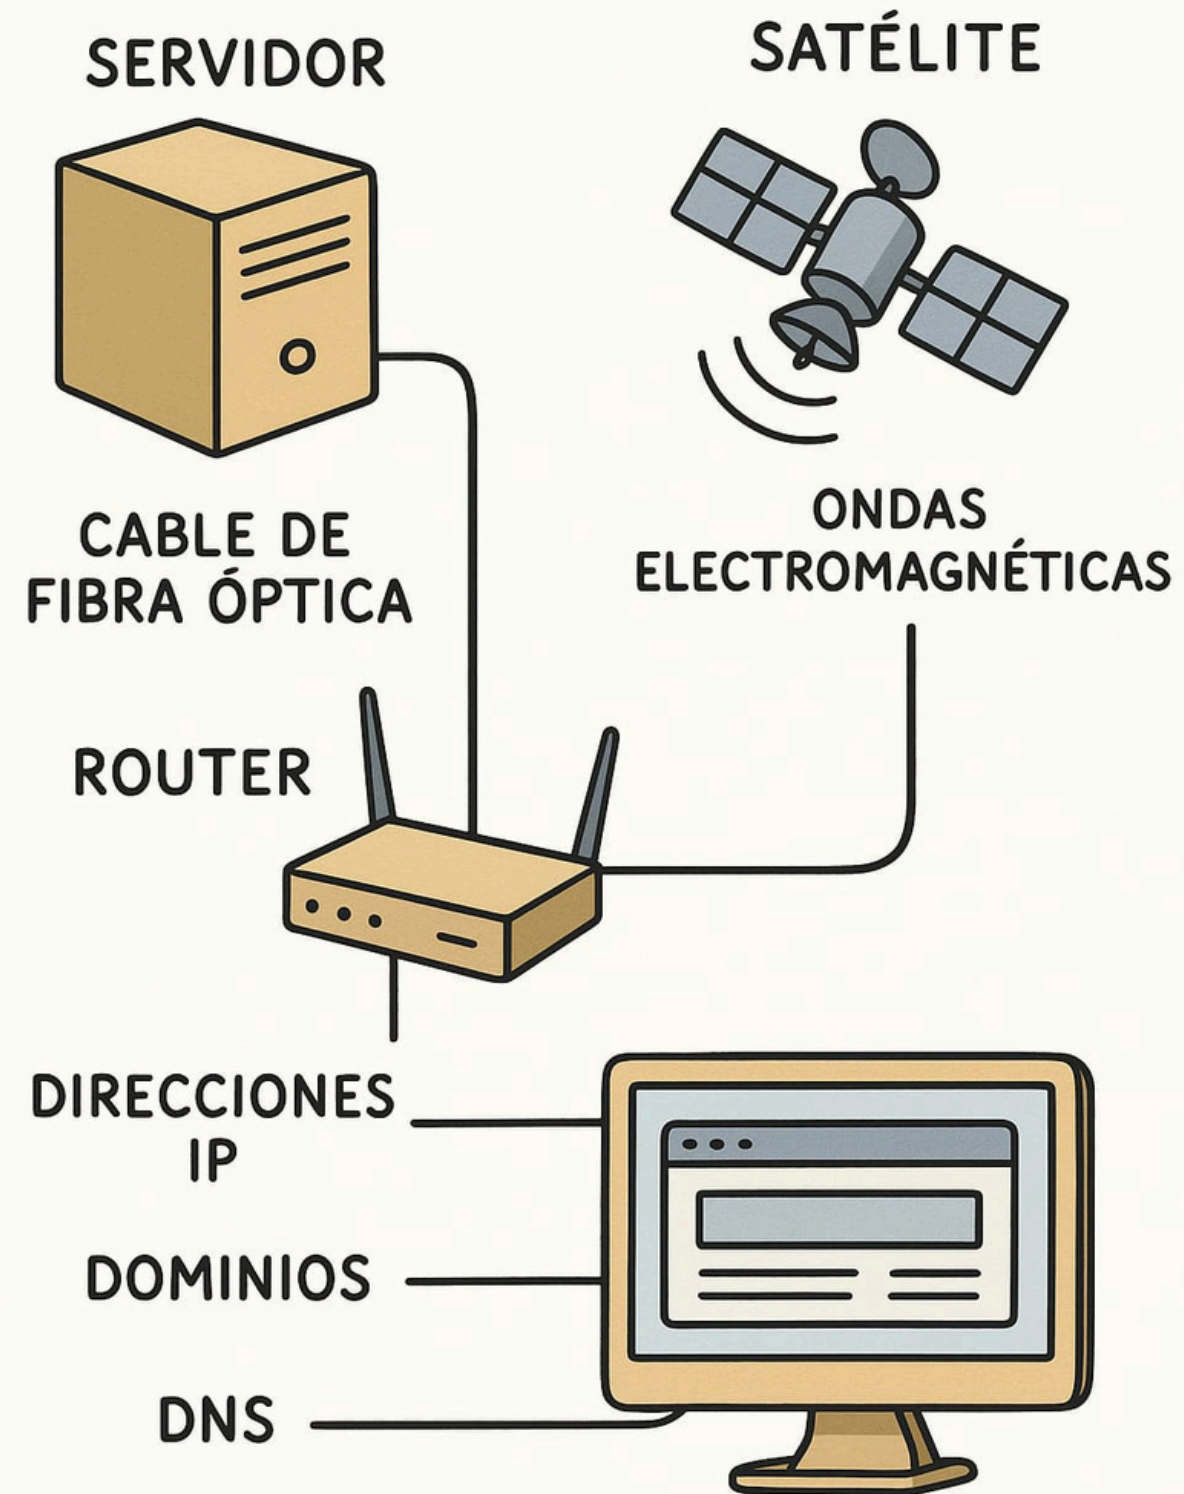 SERVIDOR
SATÉLITE
CABLE DE
FIBRA ÓPTICA
ONDAS
ELECTROMAGNÉTICAS
ROUTER
DIRECCIONES
IP
DOMINIOS
DNS